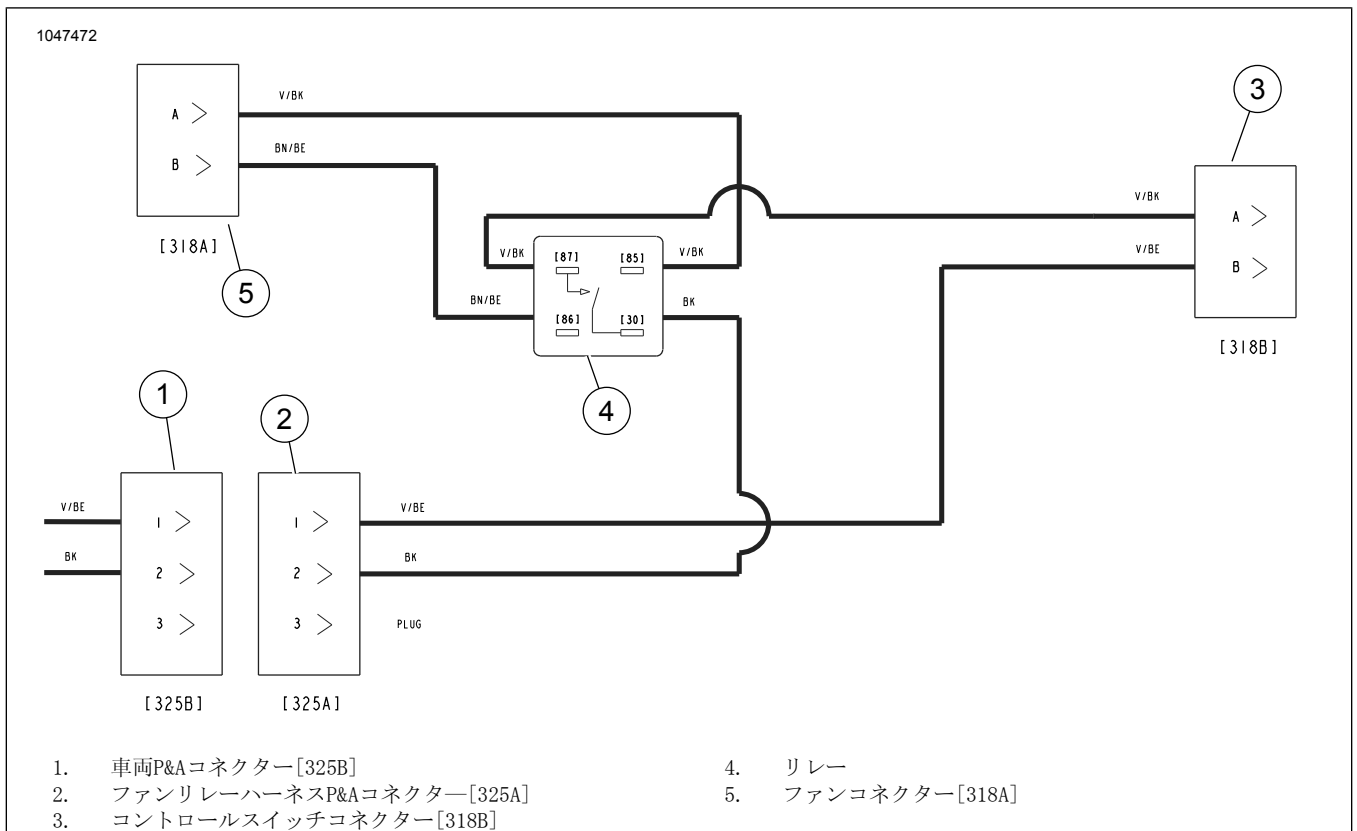 1047472
A
V/BK
B
BN/BE
[318A]
5
3
V/BK
A
V/BE
B
[318B]
V/BK
[87]
[85]
V/BK
BN/BE
[86]
[30]
BK
4
1
2
V/BE
1
BK
2
3
[325B]
1
V/BE
2
BK
3
PLUG
[325A]
1. 車両P&Aコネクター[325B]
2. ファンリレーハーネスP&Aコネクタ―[325A]
3. コントロールスイッチコネクター[318B]
4. リレー
5. ファンコネクター[318A]